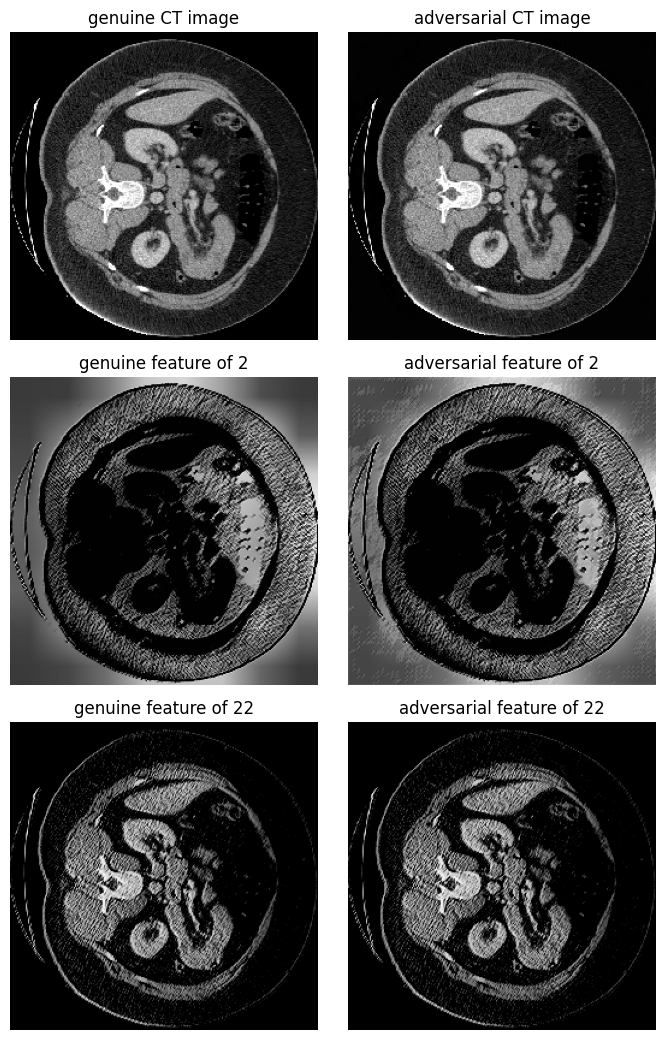 genuine CT image
adversarial CT image
genuine feature of 2
adversarial feature of 2
genuine feature of 22
adversarial feature of 22